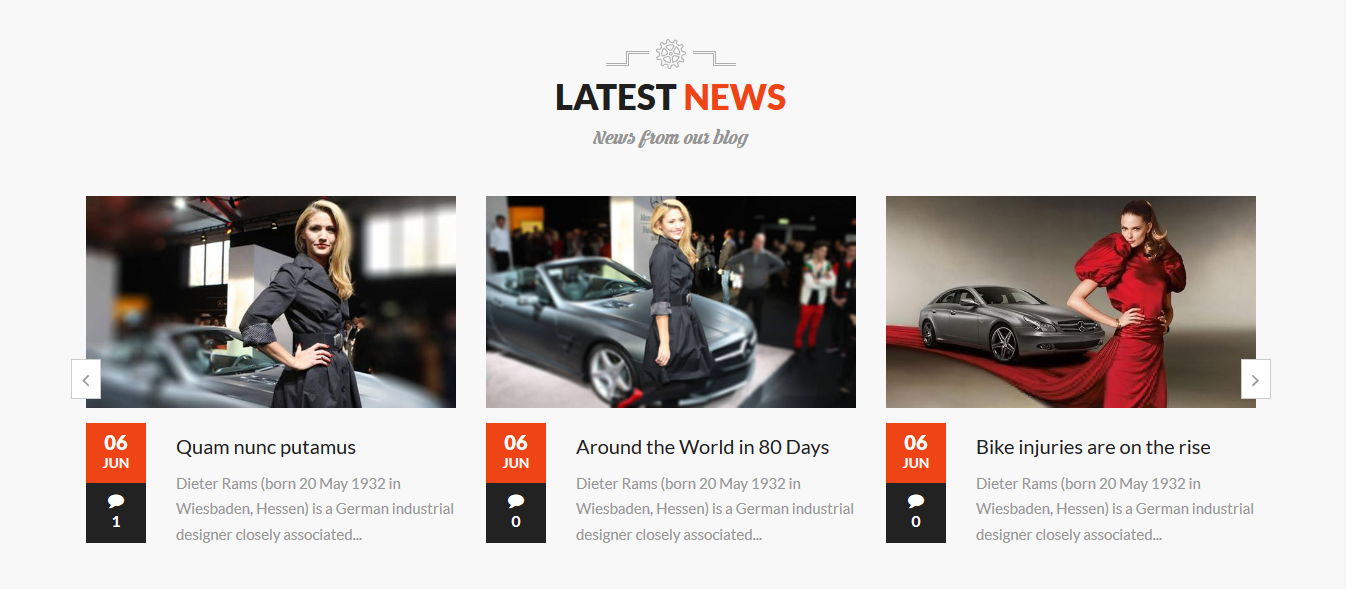 LATEST NEWS
News from our blog
06
JUN
1
Quam nunc putamus
Dieter Rams (born 20 May 1932 in
Wiesbaden, Hessen) is a German industrial
designer closely associated...
06
JUN
0
Around the World in 80 Days
Dieter Rams (born 20 May 1932 in
Wiesbaden, Hessen) is a German industrial
designer closely associated...
06
JUN
0
Bike injuries are on the rise
Dieter Rams (born 20 May 1932 in
Wiesbaden, Hessen) is a German industrial
designer closely associated...